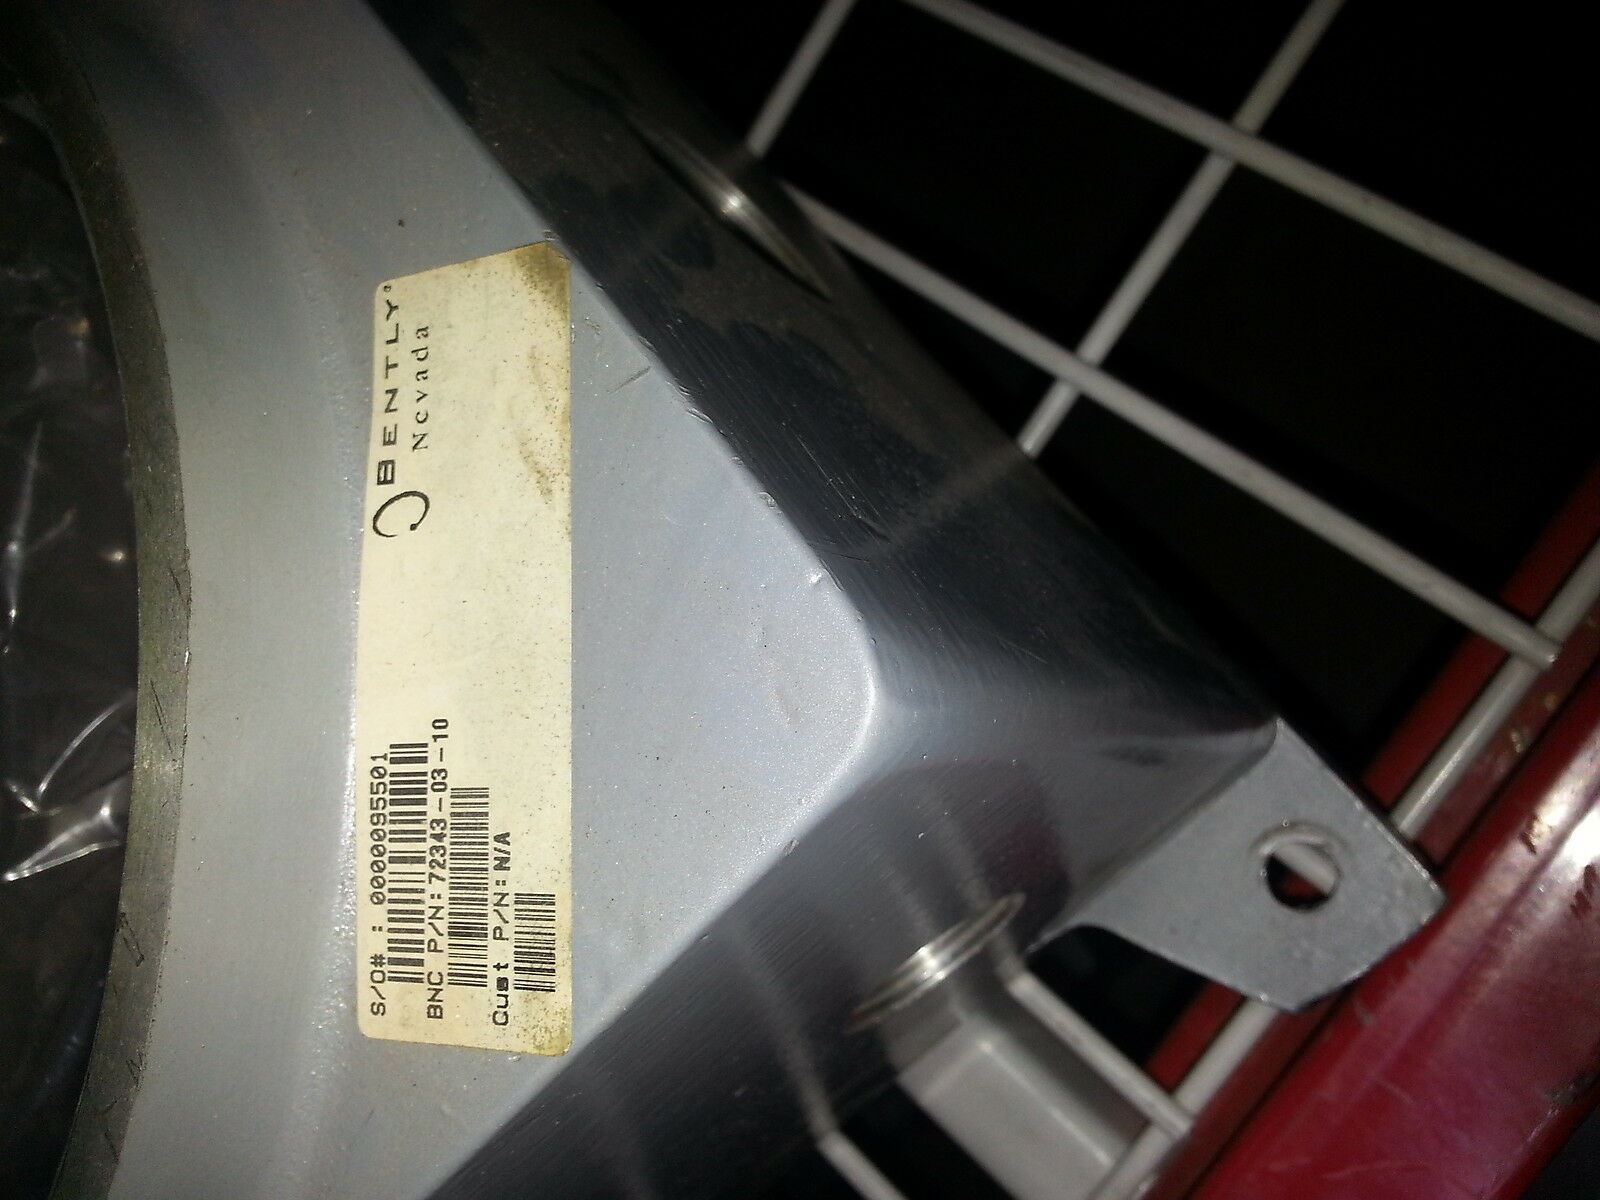 BENTLY
Nevada
S/O# : 0000095501
BNC P/N:72343-03-10
Cust P/N:N/A